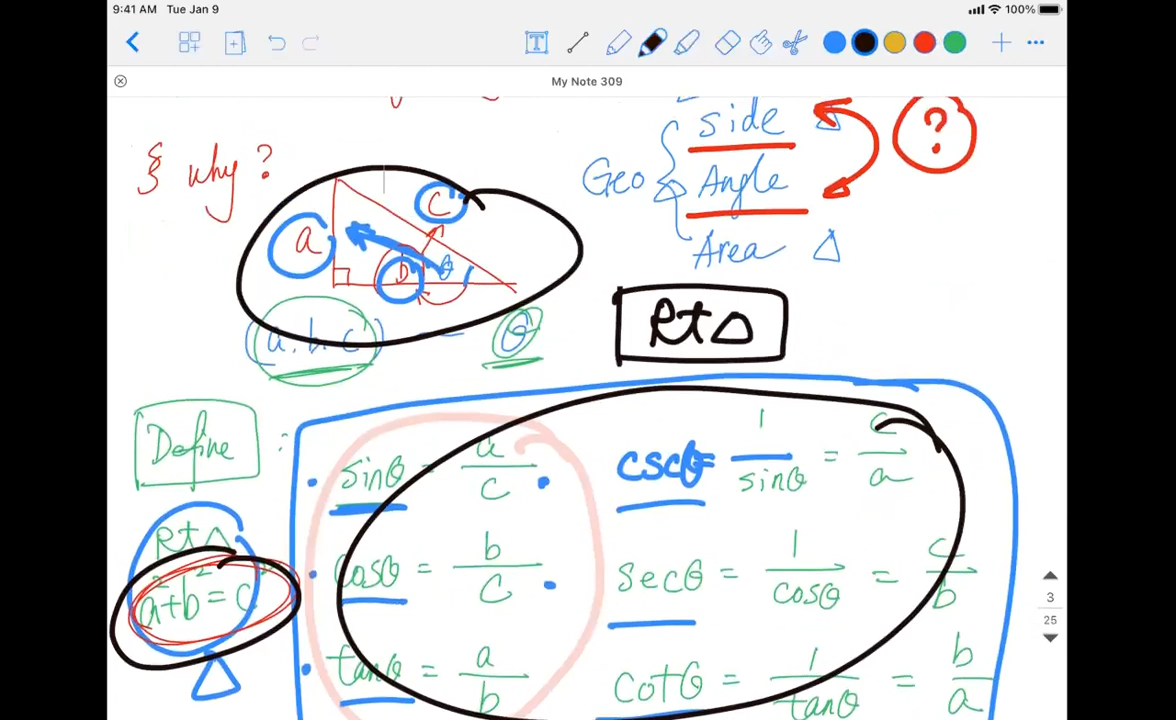 9:41 AM Tue Jan 9
100%
T
My Note 309
§ why?
a
b
c
θ
Geo
Side
Angle
Area
?
(a, b, c) — θ
Rt △
Define :
Rt △
a² + b² = c²
sinθ = a/c
cscθ = 1/sinθ = c/a
cosθ = b/c
secθ = 1/cosθ = c/b
tanθ = a/b
cotθ = 1/tanθ = b/a
3
25